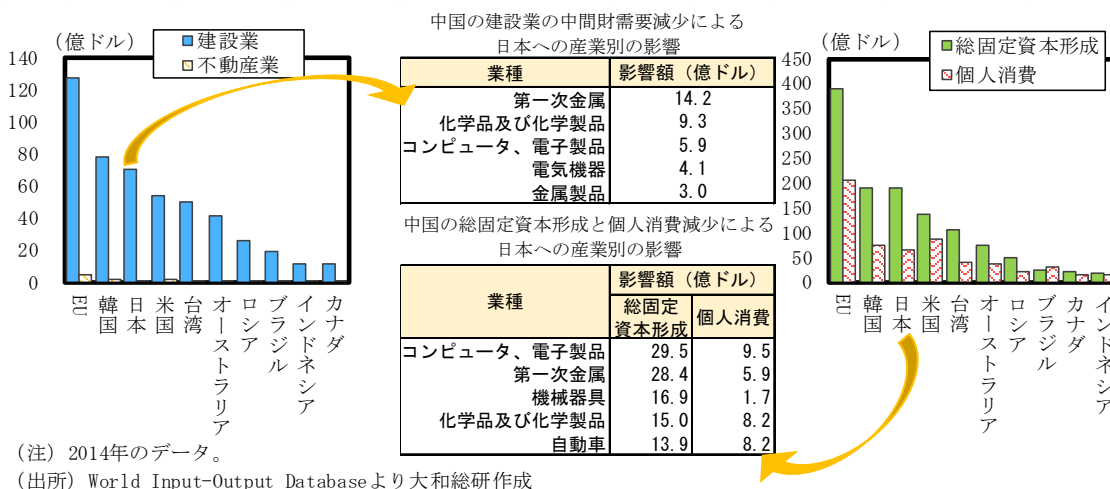 (億ドル)
建設業
不動産業
140
120
100
80
60
40
20
0
EU
韓国
日本
米国
台湾
オーストラリア
ロシア
ブラジル
インドネシア
カナダ
中国の建設業の中間財需要減少による
日本への産業別の影響
業種 影響額（億ドル）
第一次金属 14.2
化学品及び化学製品 9.3
コンピュータ、電子製品 5.9
電気機器 4.1
金属製品 3.0
中国の総固定資本形成と個人消費減少による
日本への産業別の影響
業種 影響額（億ドル）
総固定
資本形成 個人消費
コンピュータ、電子製品 29.5 9.5
第一次金属 28.4 5.9
機械器具 16.9 1.7
化学品及び化学製品 15.0 8.2
自動車 13.9 8.2
（億ドル）
総固定資本形成
個人消費
450
400
350
300
250
200
150
100
50
0
EU
韓国
日本
米国
台湾
オーストラリア
ロシア
ブラジル
カナダ
インドネシア
（注）2014年のデータ。
（出所）World Input-Output Databaseより大和総研作成